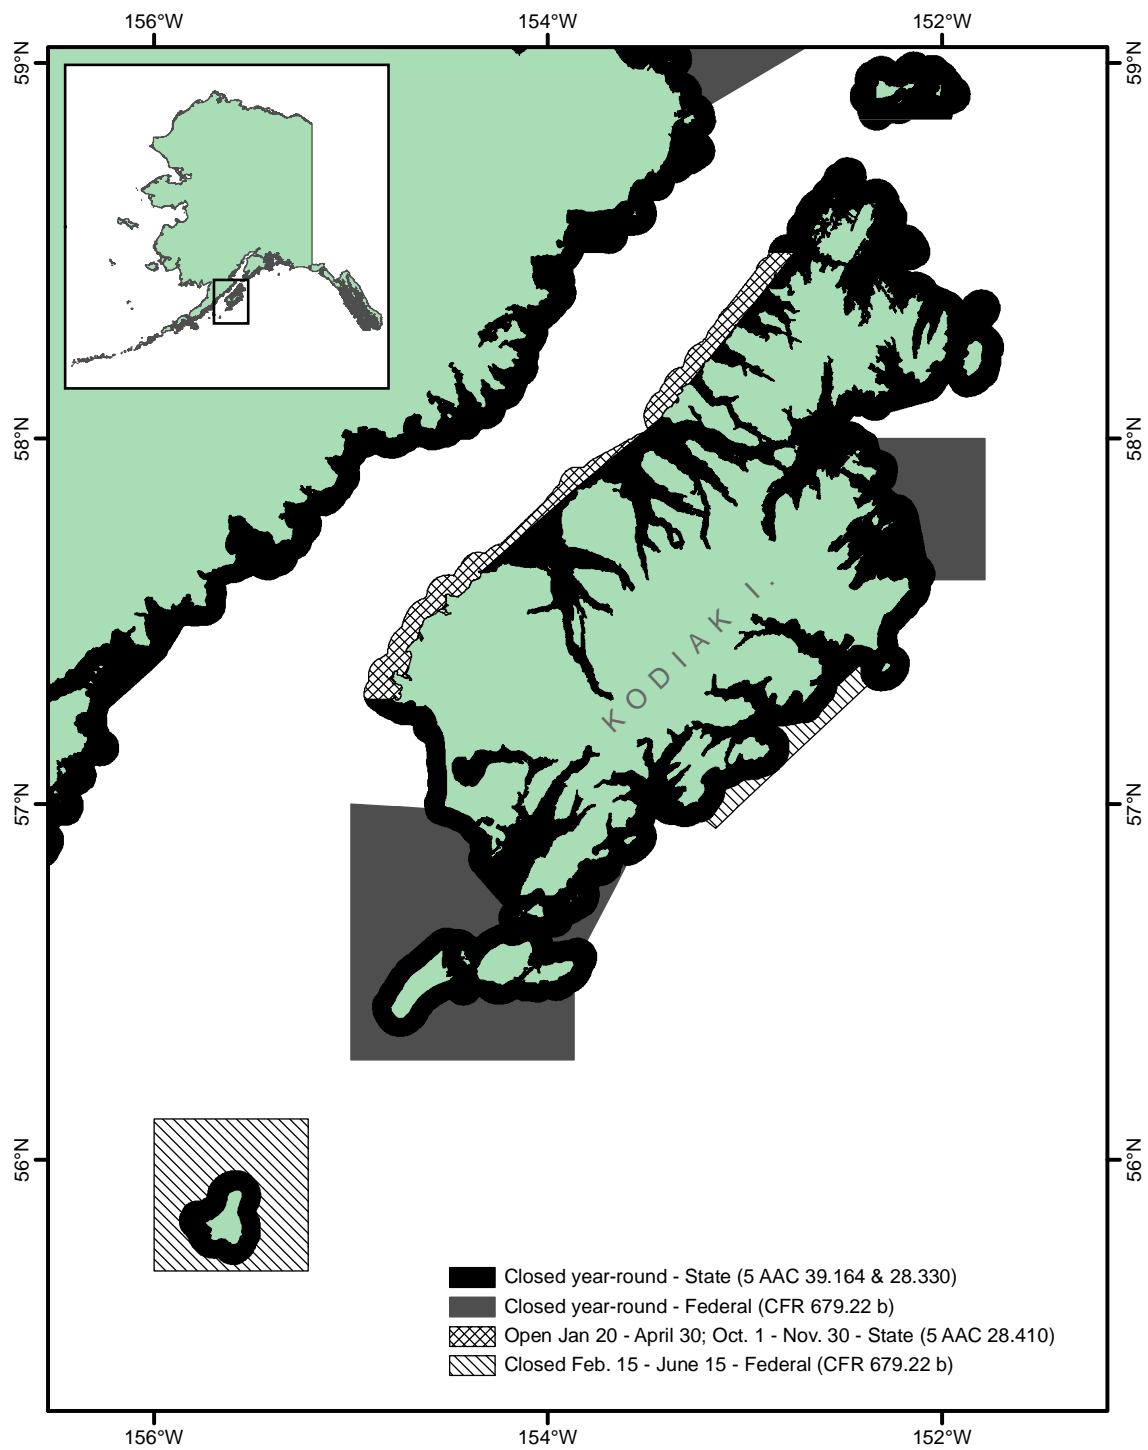 156°W 154°W 152°W
59°N 59°N
58°N 58°N
KODIAK I.
57°N 57°N
56°N 56°N
Closed year-round - State (5 AAC 39.164 & 28.330)
Closed year-round - Federal (CFR 679.22 b)
Open Jan 20 - April 30; Oct. 1 - Nov. 30 - State (5 AAC 28.410)
Closed Feb. 15 - June 15 - Federal (CFR 679.22 b)
156°W 154°W 152°W